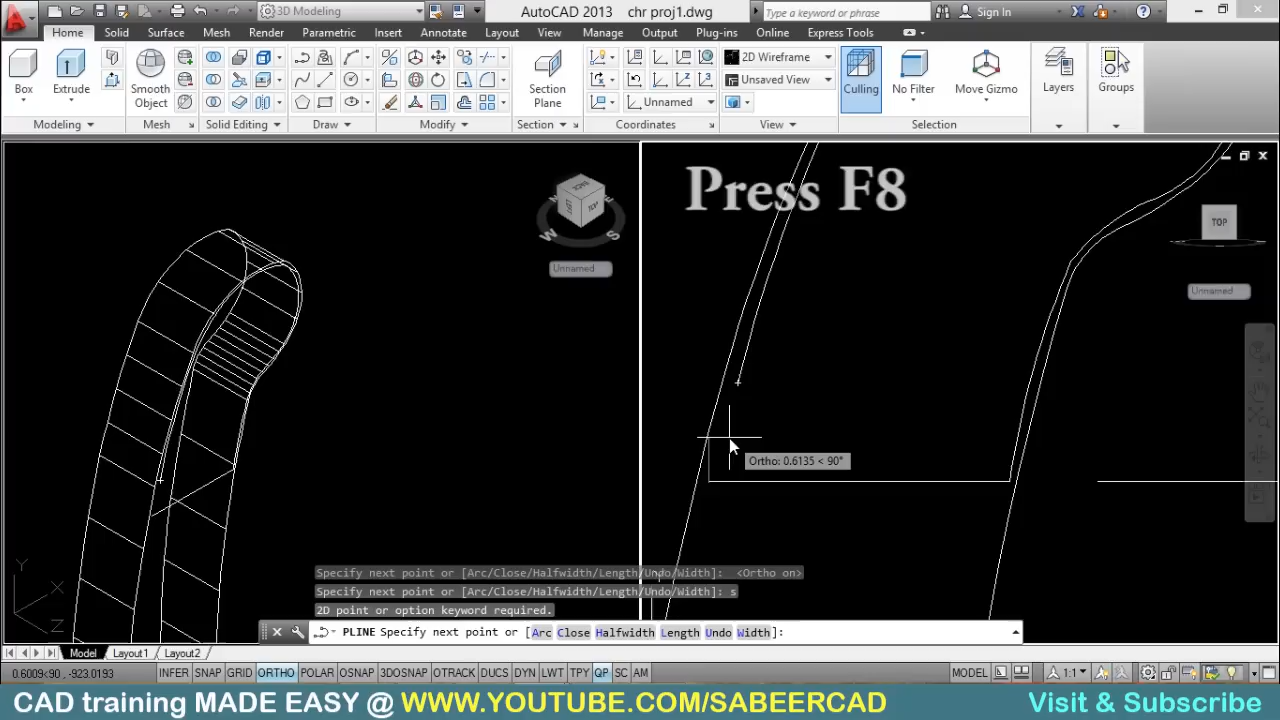 3D Modeling
AutoCAD 2013 chr proj1.dwg
Type a keyword or phrase
Sign In
Home Solid Surface Mesh Render Parametric Insert Annotate Layout View Manage Output Plug-ins Online Express Tools
Box
Extrude
Smooth Object
Section Plane
2D Wireframe
Unsaved View
Unnamed
Culling
No Filter
Move Gizmo
Layers
Groups
Modeling Mesh Solid Editing Draw Modify Section Coordinates View Selection
Press F8
TOP
W S
Unnamed
TOP
Unnamed
Ortho: 0.6135 < 90°
Y
X
Z
Specify next point or [Arc/Close/Halfwidth/Length/Undo/Width]: <Ortho on>
Specify next point or [Arc/Close/Halfwidth/Length/Undo/Width]: s
2D point or option keyword required.
PLINE Specify next point or [Arc Close Halfwidth Length Undo Width]:
Model Layout1 Layout2
0.6009<90 , -923.0193
INFER SNAP GRID ORTHO POLAR OSNAP 3DOSNAP OTRACK DUCS DYN LWT TPY QP SC AM
MODEL
1:1
CAD training MADE EASY @ WWW.YOUTUBE.COM/SABEERCAD
Visit & Subscribe